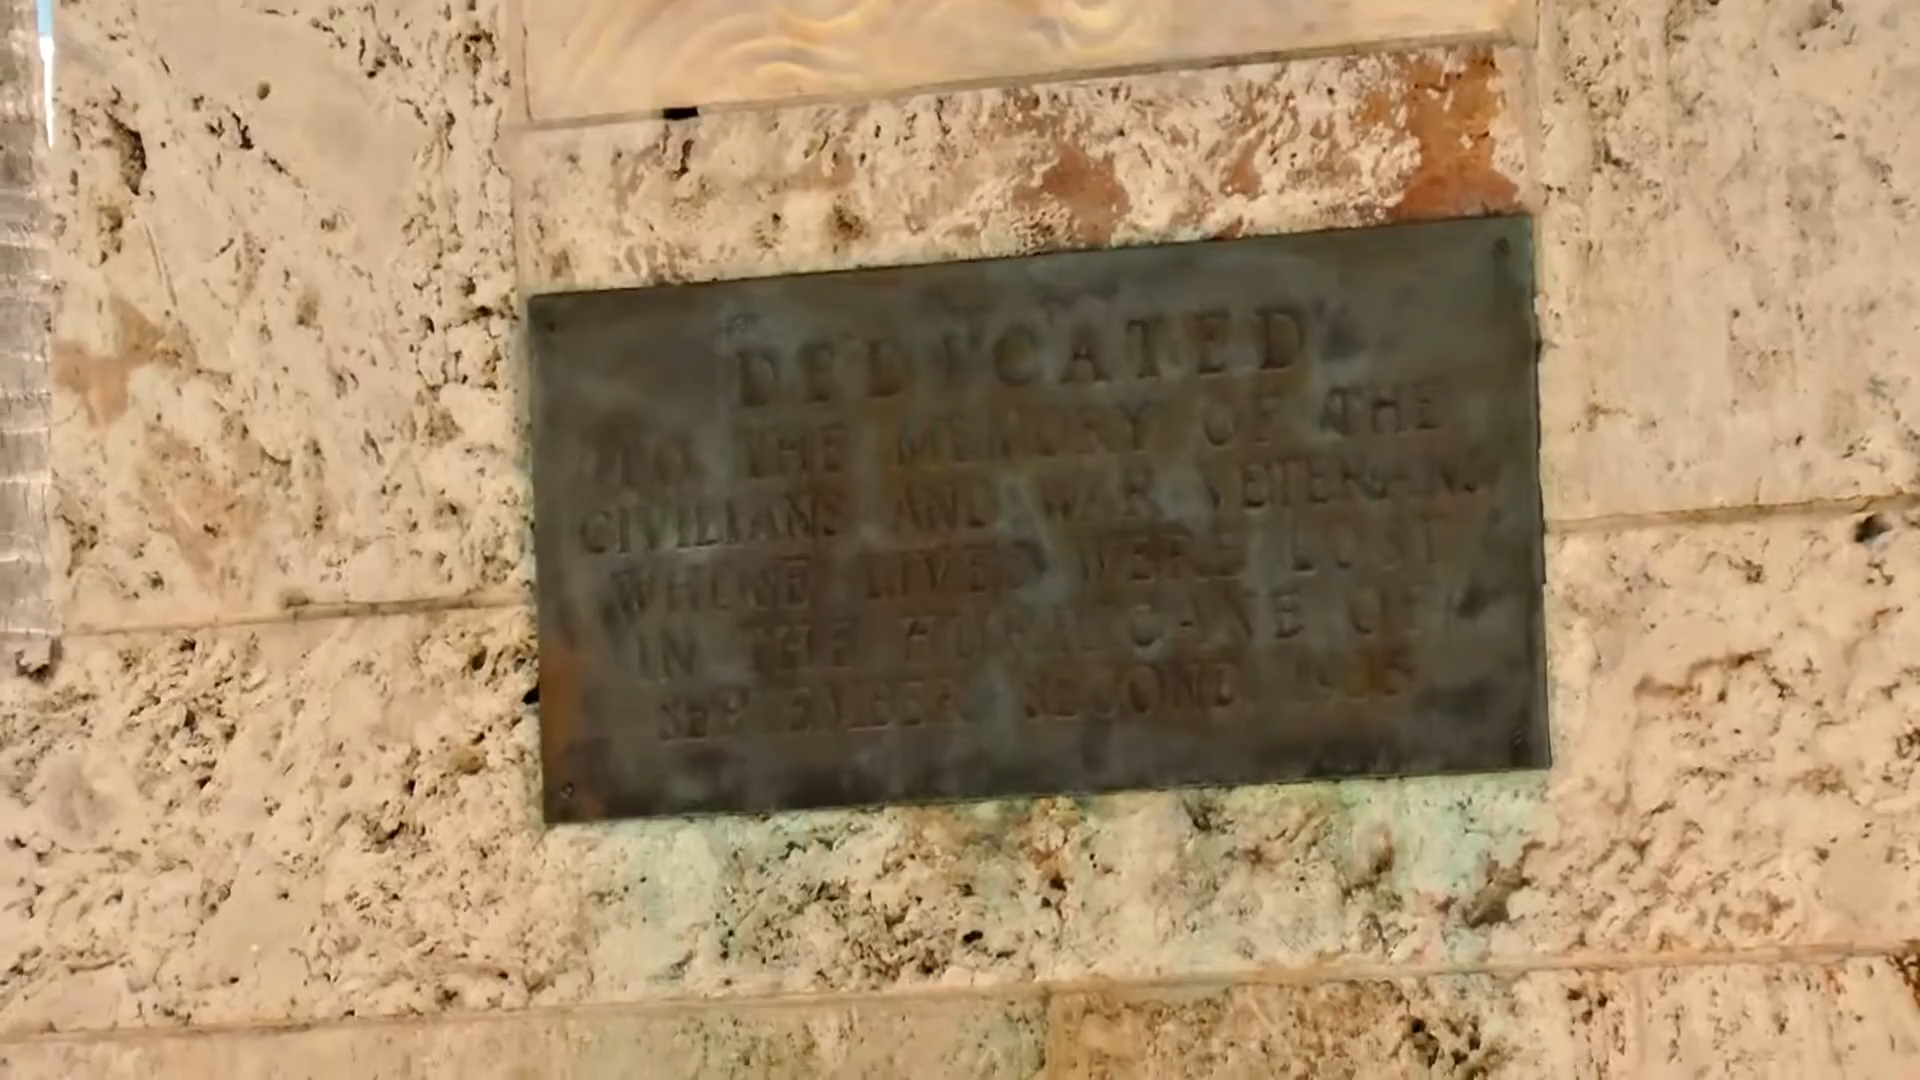 DEDICATED
TO THE MEMORY OF THE
CIVILIANS AND WAR VETERANS
WHOSE LIVES WERE LOST
IN THE HURRICANE OF
SEPTEMBER SECOND 1935